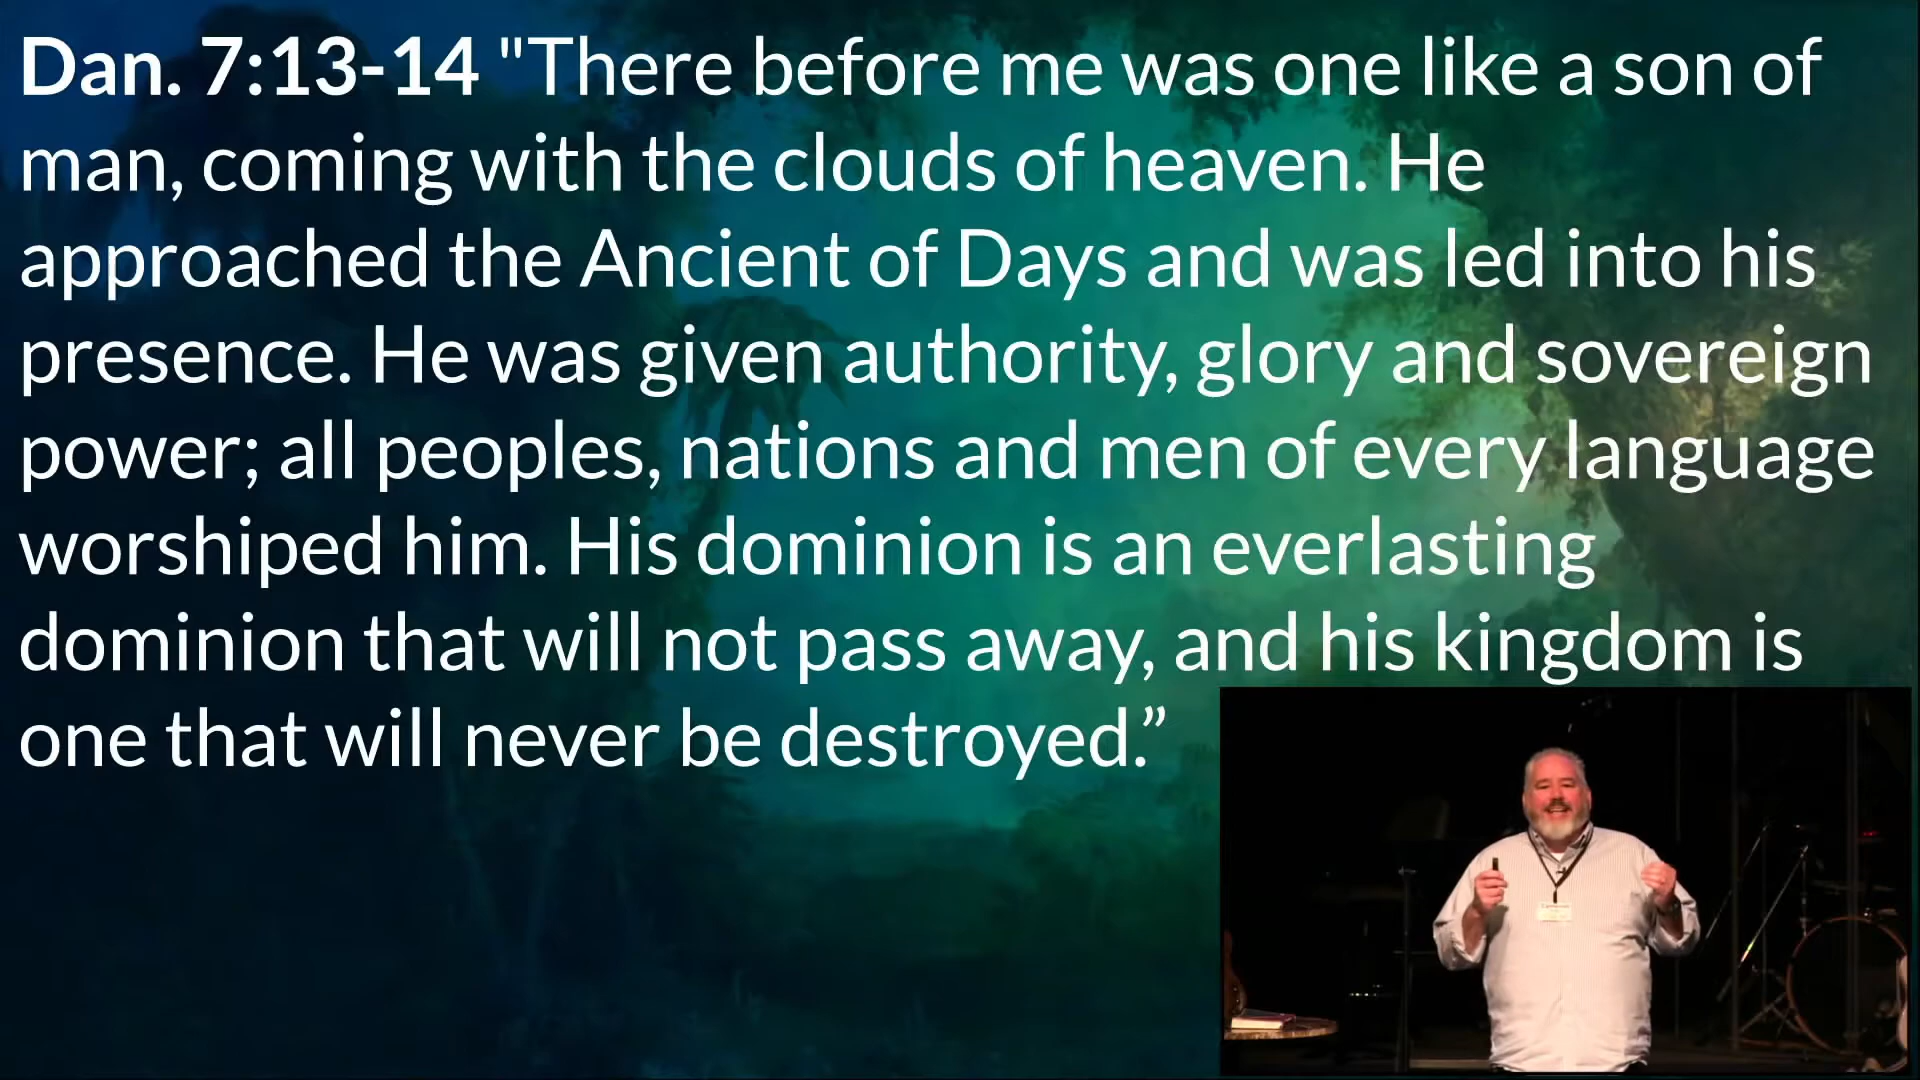 Dan. 7:13-14 "There before me was one like a son of
man, coming with the clouds of heaven. He
approached the Ancient of Days and was led into his
presence. He was given authority, glory and sovereign
power; all peoples, nations and men of every language
worshiped him. His dominion is an everlasting
dominion that will not pass away, and his kingdom is
one that will never be destroyed.”